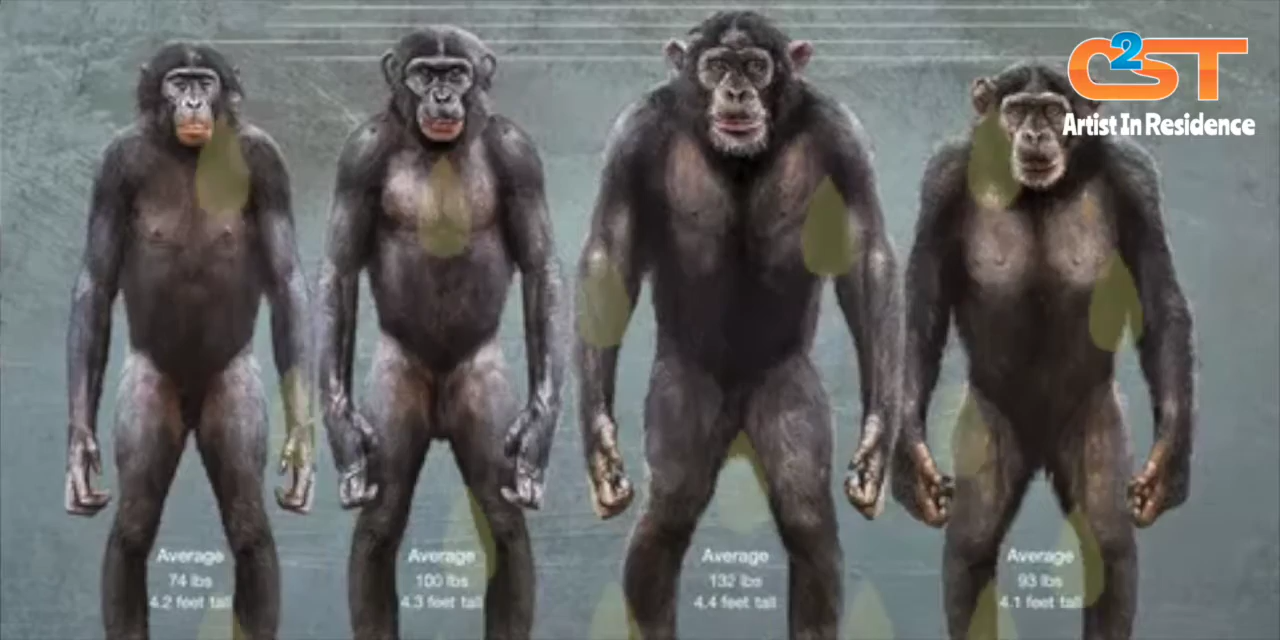 C2ST
Artist In Residence
Average
74 lbs
4.2 feet tall
Average
100 lbs
4.3 feet tall
Average
132 lbs
4.4 feet tall
Average
93 lbs
4.1 feet tall